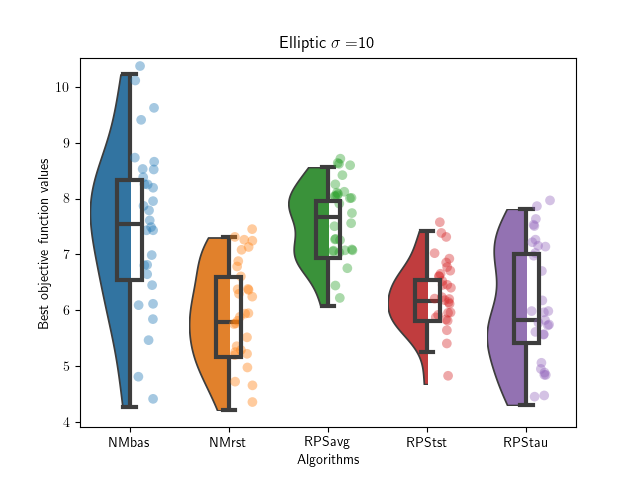 Elliptic σ =10
Best objective function values
10
9
8
7
6
5
4
NMbas NMrst RPSavg RPStst RPStau
Algorithms